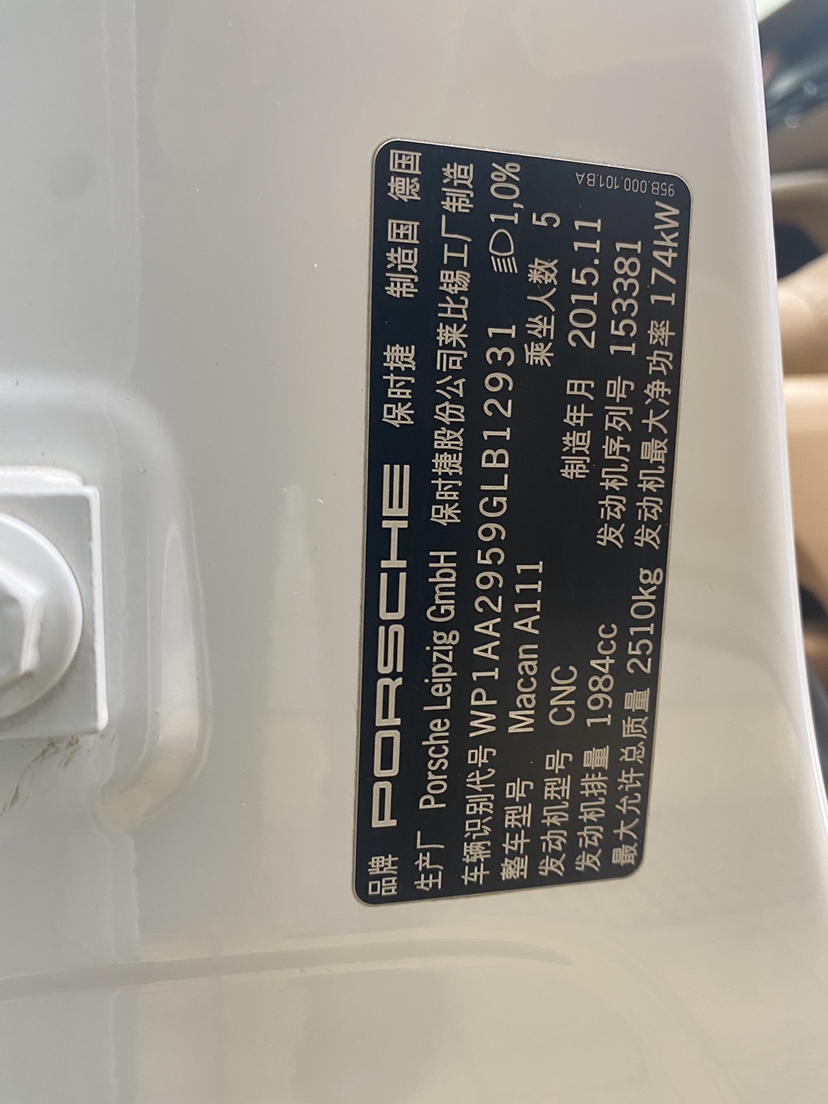 品牌 PORSCHE 保时捷 制造国 德国
生产厂 Porsche Leipzig GmbH 保时捷股份公司莱比锡工厂制造
车辆识别代号 WP1AA2959GLB12931 1,0%
整车型号 Macan A111 乘坐人数 5
发动机型号 CNC 制造年月 2015.11
发动机排量 1984cc 发动机序列号 153381
最大允许总质量 2510kg 发动机最大净功率 174kW
95B.000.101.BA